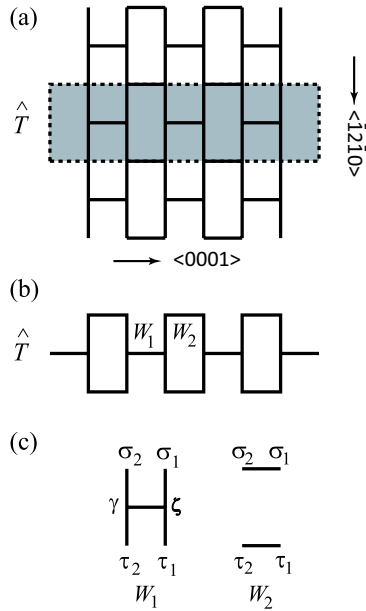 (a)
T̂
<1̄21̄0>
<0001>
(b)
T̂
W₁ W₂
(c)
σ₂ σ₁ σ₂ σ₁
γ ζ
τ₂ τ₁ τ₂ τ₁
W₁ W₂